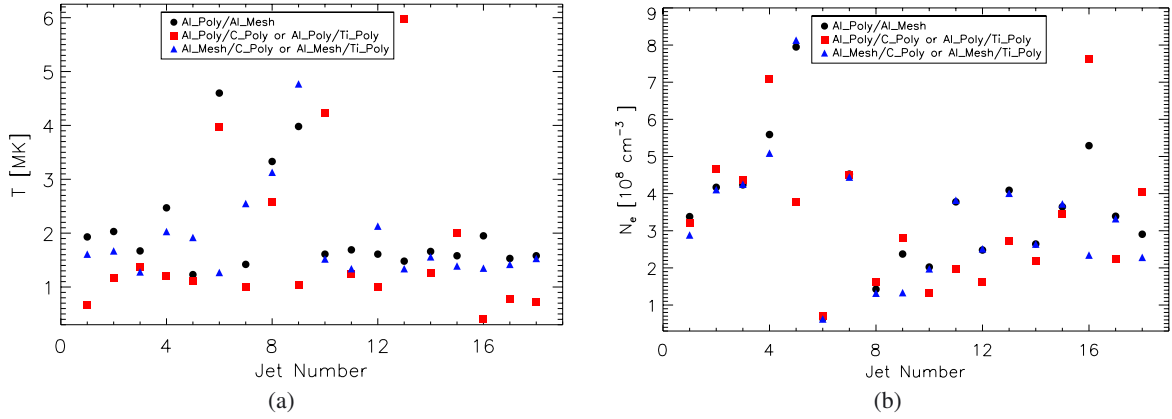 Al_Poly/Al_Mesh
Al_Poly/C_Poly or Al_Poly/Ti_Poly
Al_Mesh/C_Poly or Al_Mesh/Ti_Poly
6
5
4
3
2
1
T [MK]
0 4 8 12 16
Jet Number
(a)
Al_Poly/Al_Mesh
Al_Poly/C_Poly or Al_Poly/Ti_Poly
Al_Mesh/C_Poly or Al_Mesh/Ti_Poly
9
8
7
6
5
4
3
2
1
N_e [10^8 cm^-3]
0 4 8 12 16
Jet Number
(b)